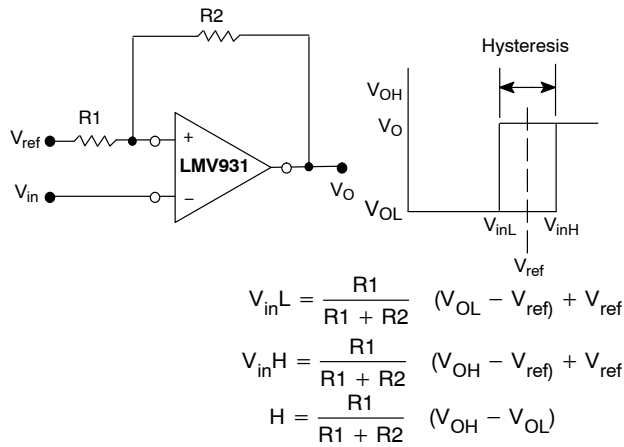 R2
Hysteresis
R1
V_OH
V_ref
+
LMV931
V_O
V_in
−
V_O
V_OL
V_inL
V_inH
V_ref
V_inL = R1 / (R1 + R2) (V_OL − V_ref) + V_ref
V_inH = R1 / (R1 + R2) (V_OH − V_ref) + V_ref
H = R1 / (R1 + R2) (V_OH − V_OL)